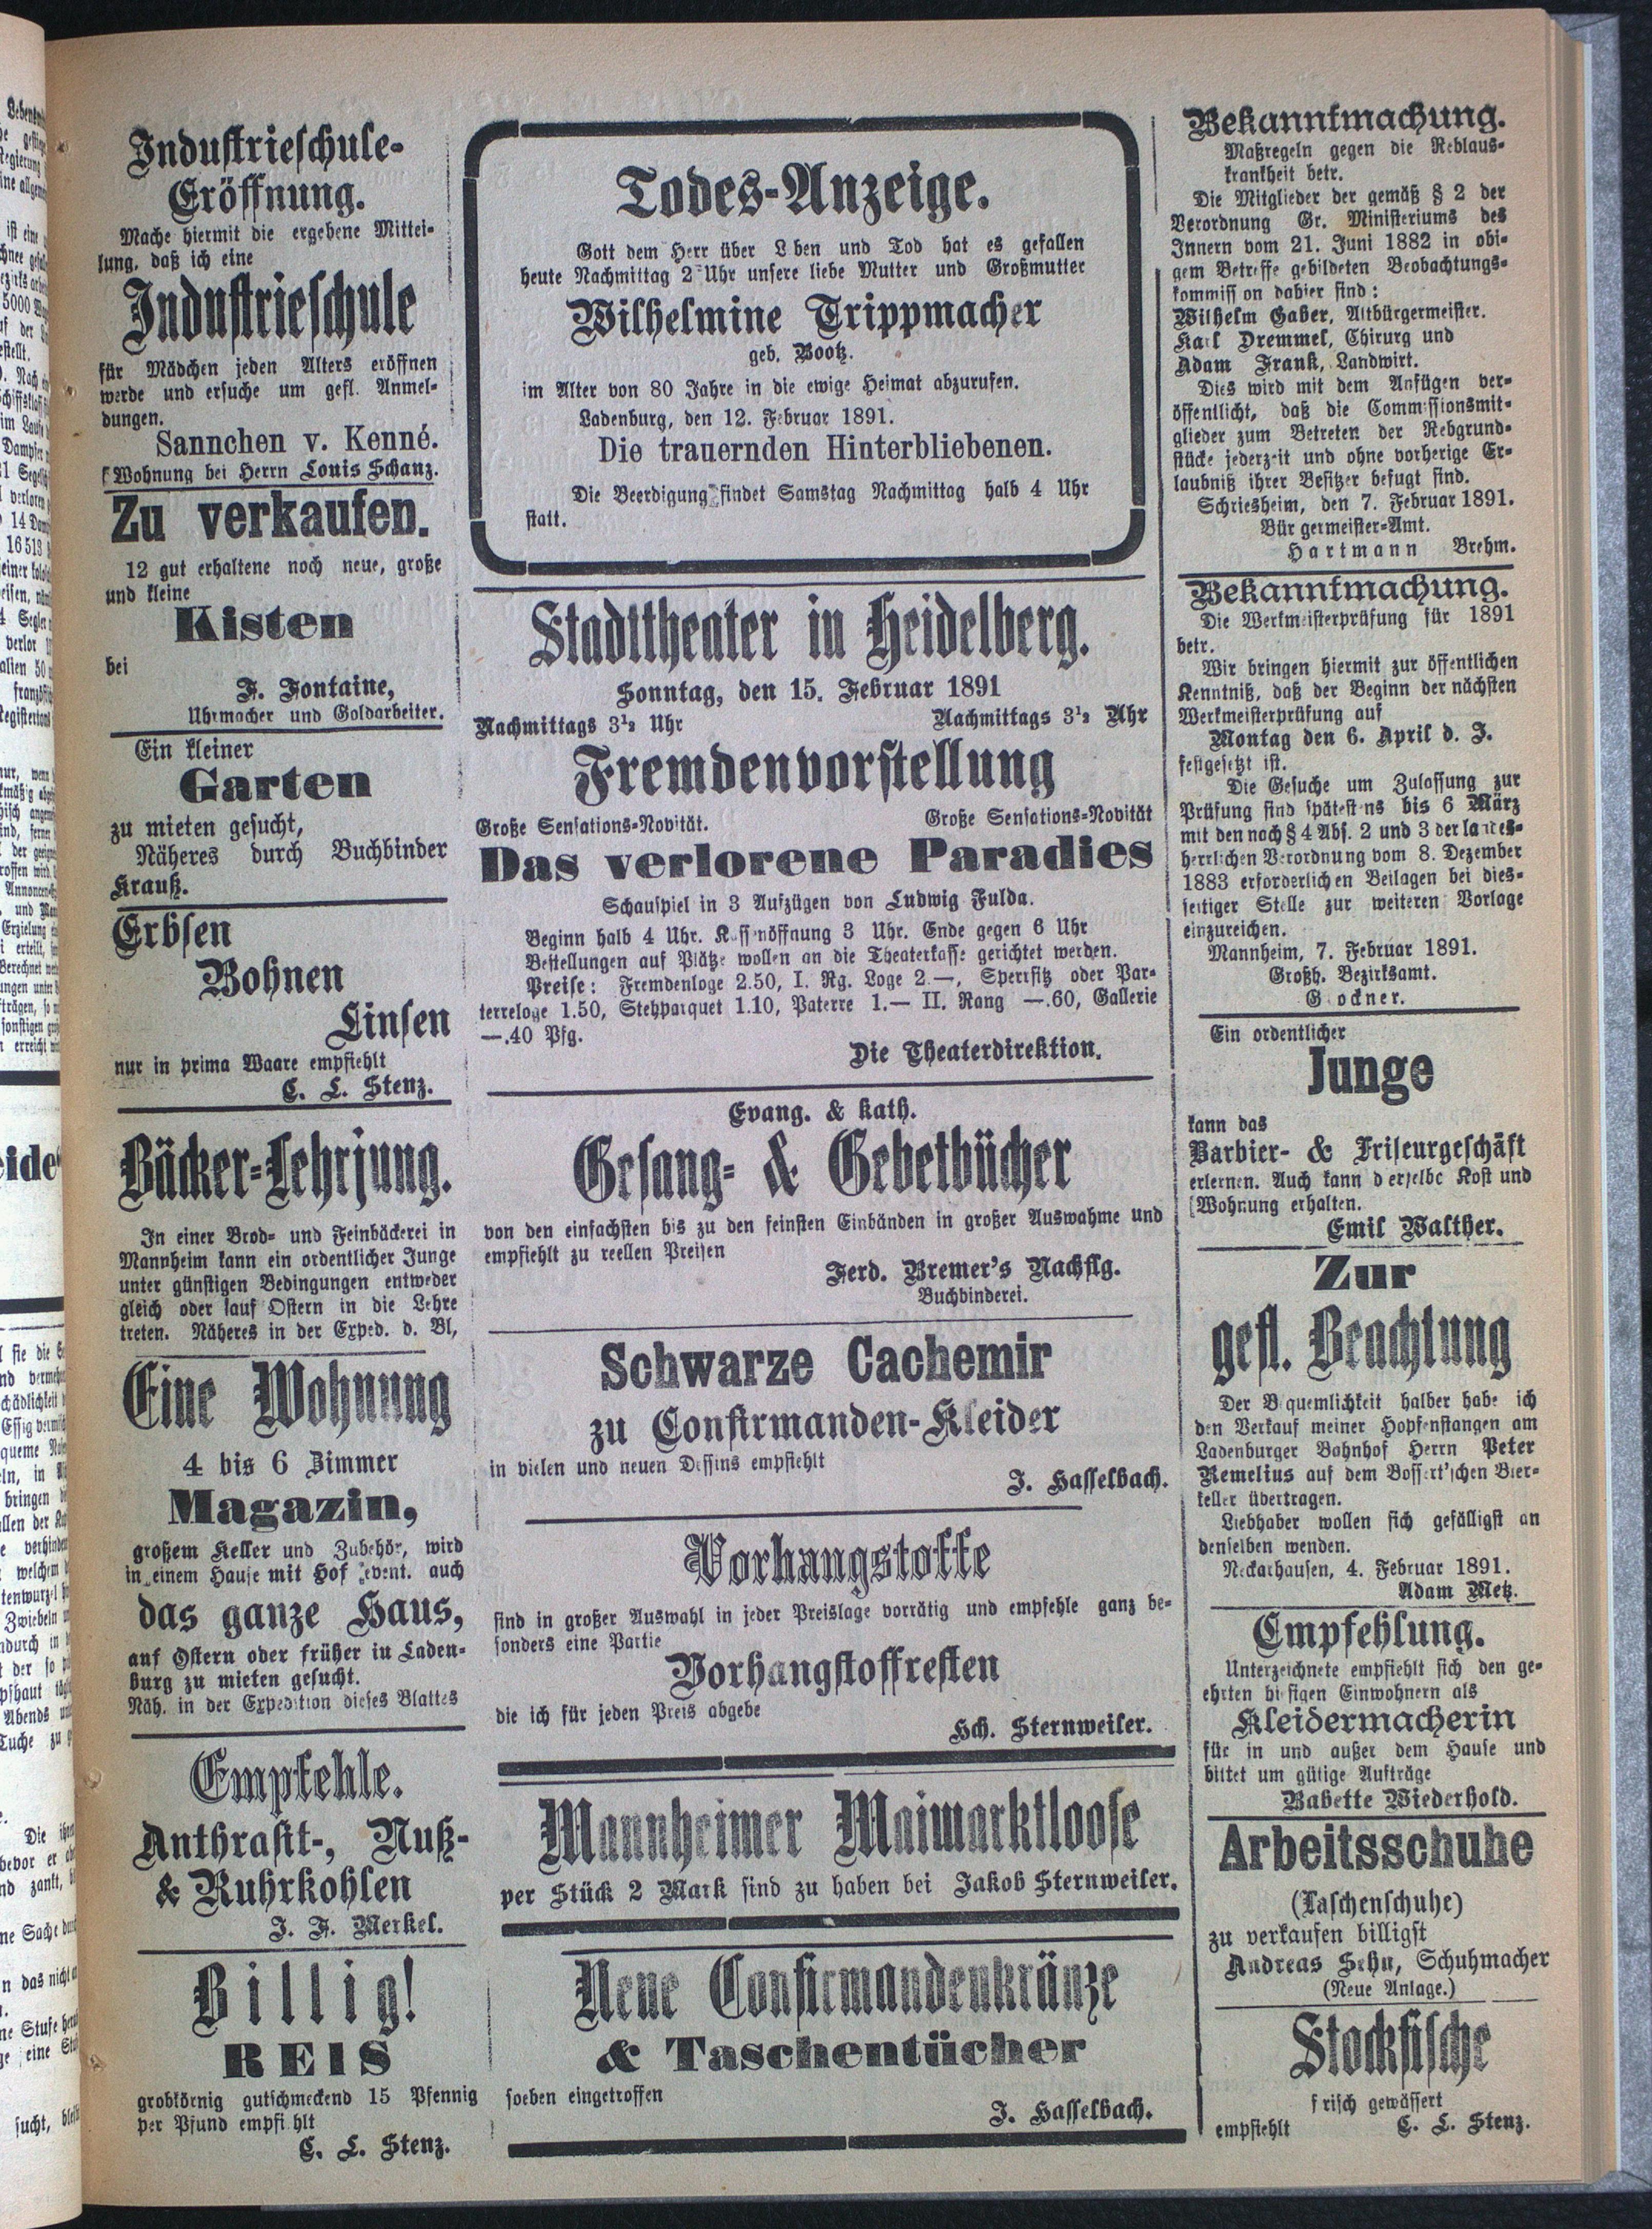 Industrieschule-
Eröffnung.
Mache hiermit die ergebene Mittei-
lung, daß ich eine
Industrieschule
für Mädchen jeden Alters eröffnen
werde und ersuche um gefl. Anmel-
dungen.
Sannchen v. Kenné.
Wohnung bei Herrn Louis Schanz.
Zu verkaufen.
12 gut erhaltene noch neue, große
und kleine
Kisten
bei
F. Fontaine,
Uhrmacher und Goldarbeiter.
Ein kleiner
Garten
zu mieten gesucht,
Näheres durch Buchbinder
Krauß.
Erbsen
Bohnen
Linsen
nur in prima Waare empfiehlt
C. L. Stenz.
Bäcker-Lehrjung.
In einer Brod- und Feinbäckerei in
Mannheim kann ein ordentlicher Junge
unter günstigen Bedingungen entweder
gleich oder sauf Ostern in die Lehre
treten. Näheres in der Exped. d. Bl,
Eine Wohnung
4 bis 6 Zimmer
Magazin,
großem Keller und Zubehör, wird
in einem Hause mit Hof event. auch
das ganze Haus,
auf Ostern oder früher in Laden-
burg zu mieten gesucht.
Näh. in der Expedition dieses Blattes
Empfehle.
Anthrasit-, Nuß-
& Ruhrkohlen
J. F. Merkel.
Billig!
REIS
grobkörnig gutschmeckend 15 Pfennig
per Pfund empfiehlt
C. L. Stenz.
Todes-Anzeige.
Gott dem Herr über Leben und Tod hat es gefallen
heute Nachmittag 2 Uhr unsere liebe Mutter und Großmutter
Wilhelmine Trippmacher
geb. Bootz.
im Alter von 80 Jahre in die ewige Heimat abzurufen.
Ladenburg, den 12. Februar 1891.
Die trauernden Hinterbliebenen.
Die Beerdigung findet Samstag Nachmittag halb 4 Uhr
statt.
Stadttheater in Heidelberg.
Sonntag, den 15. Februar 1891
Nachmittags 3½ Uhr Nachmittags 3½ Uhr
Fremdenvorstellung
Große Sensations-Novität. Große Sensations-Novität
Das verlorene Paradies
Schauspiel in 3 Aufzügen von Ludwig Fulda.
Beginn halb 4 Uhr. Kassenöffnung 3 Uhr. Ende gegen 6 Uhr
Bestellungen auf Plätze wollen an die Theaterkasse gerichtet werden.
Preise: Fremdenloge 2.50, I. Rg. Loge 2.—, Sperrsitz oder Par-
terreloge 1.50, Stehparquet 1.10, Paterre 1.— II. Rang —.60, Gallerie
—.40 Pfg.
Die Theaterdirektion.
Evang. & kath.
Gesang- & Gebetbücher
von den einfachsten bis zu den feinsten Einbänden in großer Auswahme und
empfiehlt zu reellen Preisen
Ferd. Bremer's Nachflg.
Buchbinderei.
Schwarze Cachemir
zu Confirmanden-Kleider
in vielen und neuen Dessins empfiehlt
J. Hasselbach.
Vorhangstoffe
sind in großer Auswahl in jeder Preislage vorrätig und empfehle ganz be-
sonders eine Partie
Vorhangstoffresten
die ich für jeden Preis abgebe
Hch. Sternweiler.
Mannheimer Maimarktloose
per Stück 2 Mark sind zu haben bei Jakob Sternweiler.
Neue Confirmandenkränze
& Taschentücher
soeben eingetroffen
J. Hasselbach.
Bekanntmachung.
Maßregeln gegen die Reblaus-
krankheit betr.
Die Mitglieder der gemäß § 2 der
Verordnung Gr. Ministeriums des
Innern vom 21. Juni 1882 in obi-
gem Betreffe gebildeten Beobachtungs-
kommission dahier sind:
Wilhelm Gaber, Altbürgermeister.
Karl Dremmel, Chirurg und
Adam Frank, Landwirt.
Dies wird mit dem Anfügen ver-
öffentlicht, daß die Commissionsmit-
glieder zum Betreten der Rebgrund-
stücke jederzeit und ohne vorherige Er-
laubniß ihrer Besitzer befugt sind.
Schriesheim, den 7. Februar 1891.
Bürgermeister-Amt.
Hartmann Brehm.
Bekanntmachung.
Die Werkmeisterprüfung für 1891
betr.
Wir bringen hiermit zur öffentlichen
Kenntniß, daß der Beginn der nächsten
Werkmeisterprüfung auf
Montag den 6. April d. J.
festgesetzt ist.
Die Gesuche um Zulassung zur
Prüfung sind spätestens bis 6 März
mit den nach § 4 Abs. 2 und 3 der landes-
herrlichen Verordnung vom 8. Dezember
1883 erforderlichen Beilagen bei dies-
seitiger Stelle zur weiteren Vorlage
einzureichen.
Mannheim, 7. Februar 1891.
Großh. Bezirksamt.
Ein ordentlicher
Junge
kann das
Barbier- & Friseurgeschäft
erlernen. Auch kann derselbe Kost und
Wohnung erhalten.
Emil Walther.
Zur
gefl. Beachtung
Der Bequemlichkeit halber habe ich
den Verkauf meiner Hopfenstangen am
Ladenburger Bahnhof Herrn Peter
Remelius auf dem Bossert'schen Bier-
keller übertragen.
Liebhaber wollen sich gefälligst an
denselben wenden.
Neckarhausen, 4. Februar 1891.
Adam Metz.
Empfehlung.
Unterzeichnete empfiehlt sich den ge-
ehrten hiesigen Einwohnern als
Kleidermacherin
für in und außer dem Hause und
bittet um gütige Aufträge
Babette Wiederhold.
Arbeitsschuhe
(Laschenschuhe)
zu verkaufen billigst
Andreas Sehn, Schuhmacher
(Neue Anlage.)
Stockfische
frisch gewässert
empfiehlt C. L. Stenz.